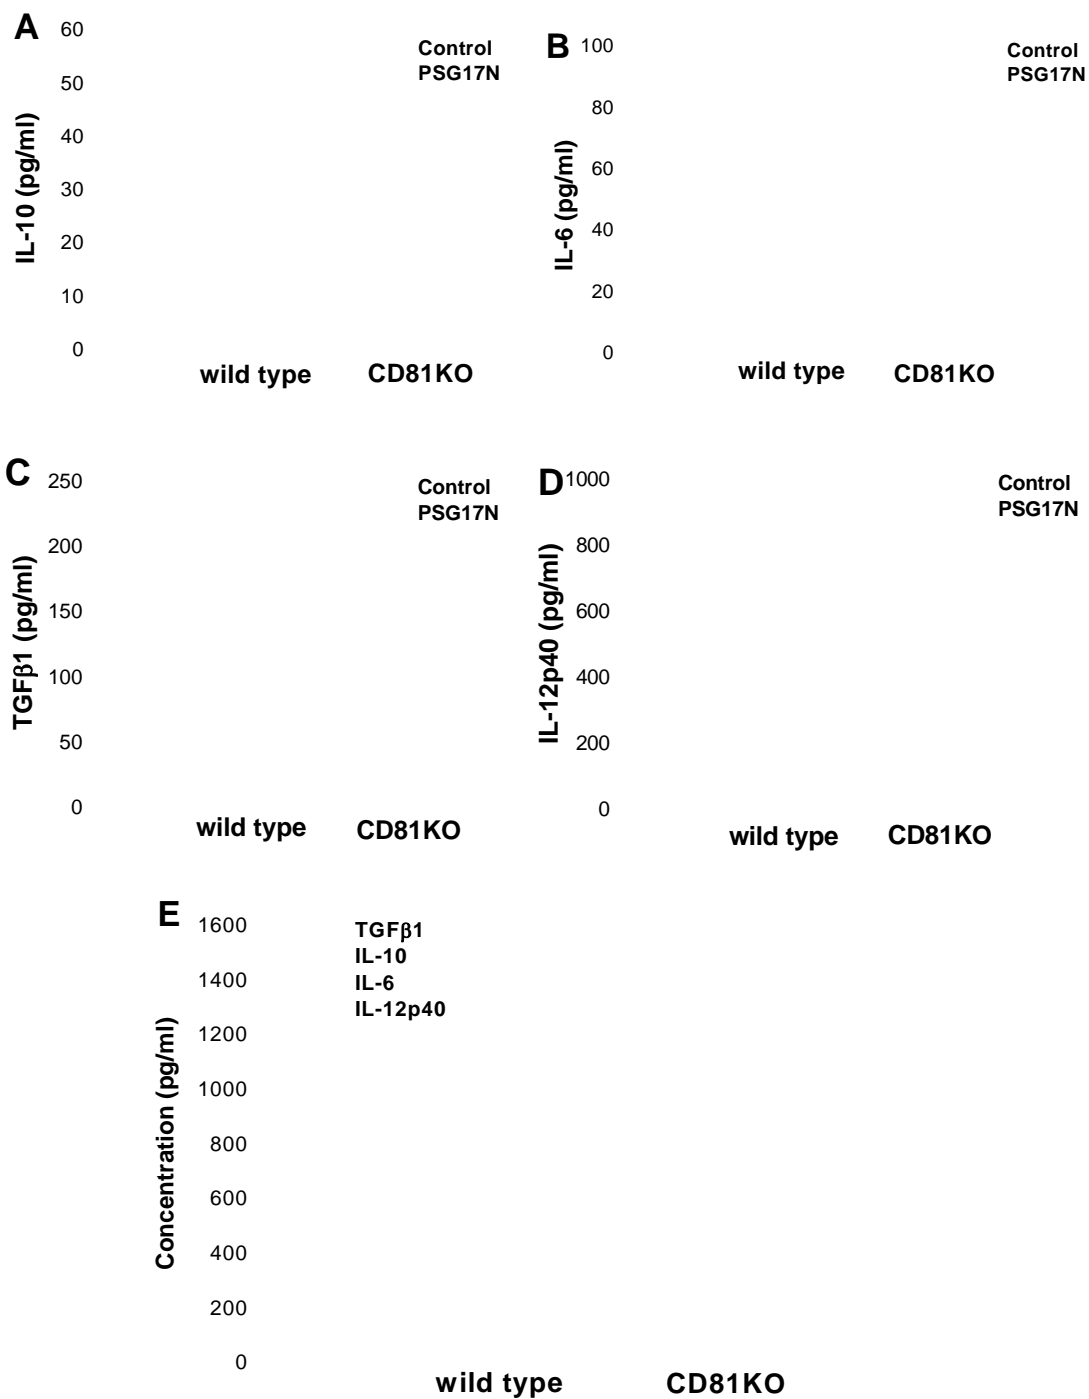 A
60
50
40
30
20
10
0
IL-10 (pg/ml)
Control
PSG17N
wild type
CD81KO
B
100
80
60
40
20
0
IL-6 (pg/ml)
Control
PSG17N
wild type
CD81KO
C
250
200
150
100
50
0
TGFβ1 (pg/ml)
Control
PSG17N
wild type
CD81KO
D
1000
800
600
400
200
0
IL-12p40 (pg/ml)
Control
PSG17N
wild type
CD81KO
E
1600
1400
1200
1000
800
600
400
200
0
Concentration (pg/ml)
TGFβ1
IL-10
IL-6
IL-12p40
wild type
CD81KO